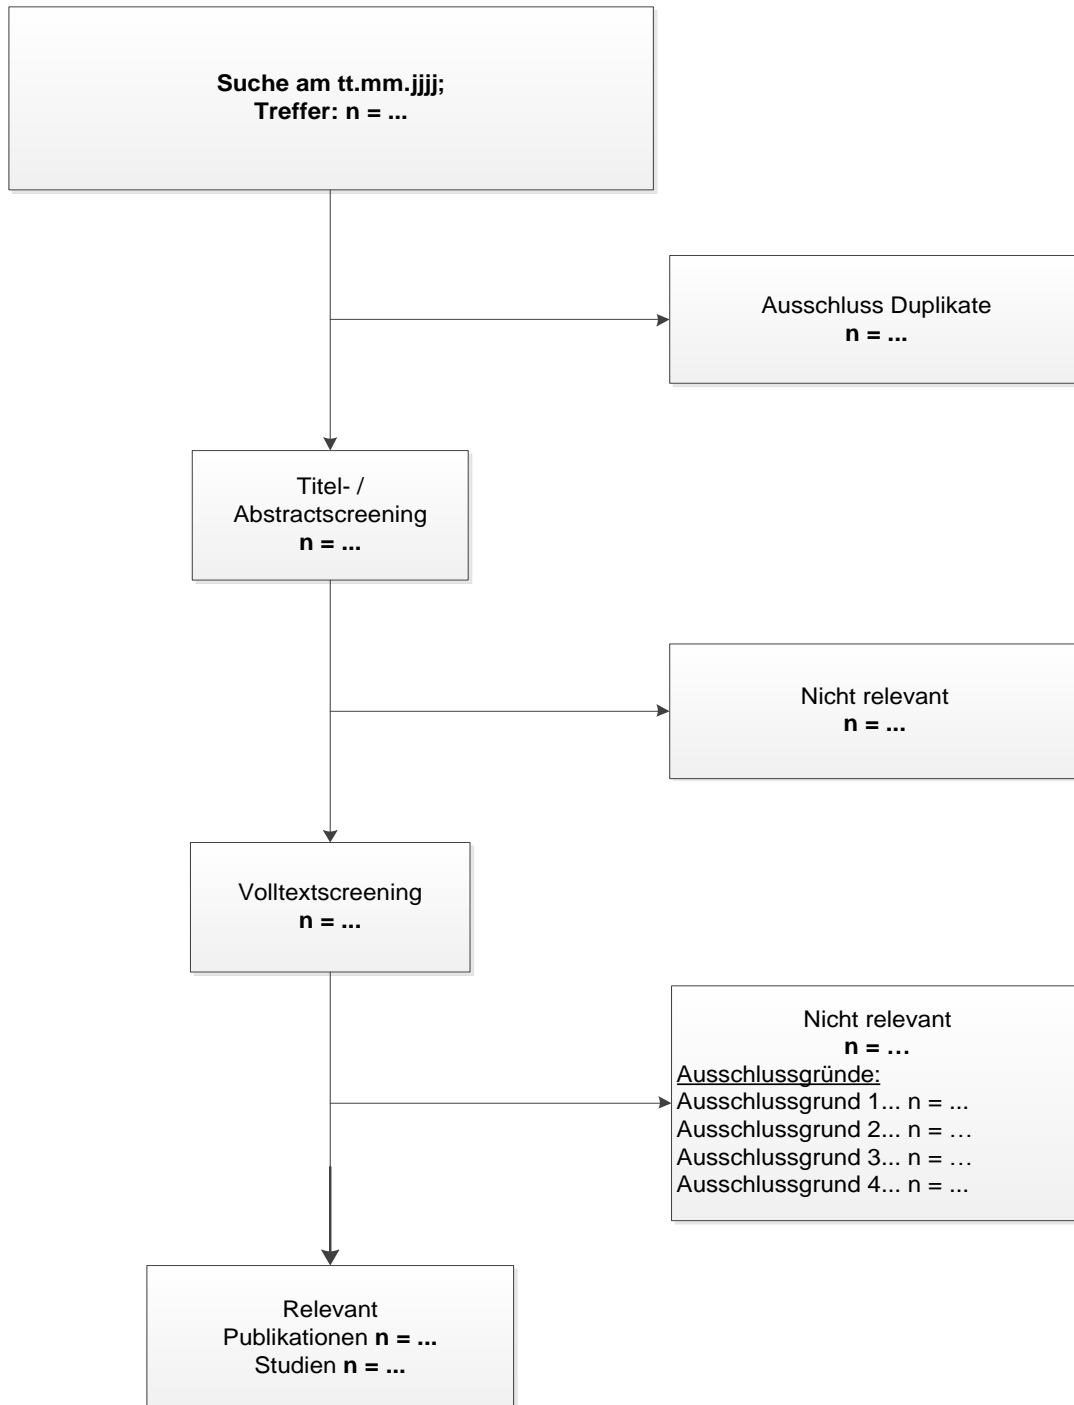 Suche am tt.mm.jjjj;
Treffer: n = ...
Ausschluss Duplikate
n = ...
Titel- /
Abstractscreening
n = ...
Nicht relevant
n = ...
Volltextscreening
n = ...
Nicht relevant
n = …
Ausschlussgründe:
Ausschlussgrund 1... n = ...
Ausschlussgrund 2... n = …
Ausschlussgrund 3... n = …
Ausschlussgrund 4... n = ...
Relevant
Publikationen n = ...
Studien n = ...